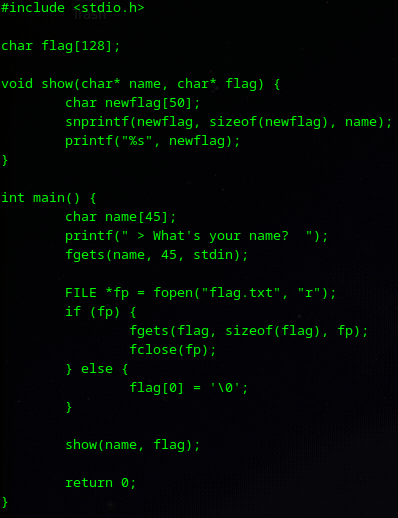 #include <stdio.h>
char flag[128];
void show(char* name, char* flag) {
char newflag[50];
snprintf(newflag, sizeof(newflag), name);
printf("%s", newflag);
}
int main() {
char name[45];
printf(" > What's your name?  ");
fgets(name, 45, stdin);
FILE *fp = fopen("flag.txt", "r");
if (fp) {
fgets(flag, sizeof(flag), fp);
fclose(fp);
} else {
flag[0] = '\0';
}
show(name, flag);
return 0;
}